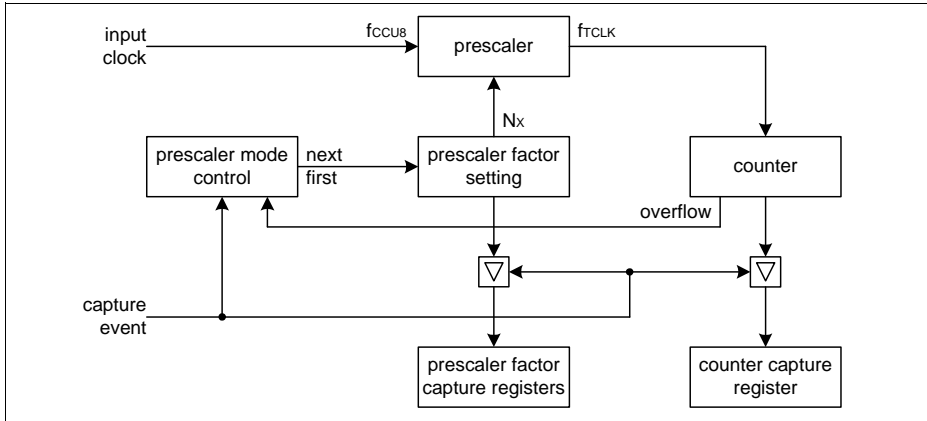 input
clock
fCCU8
prescaler
fTCLK
NX
prescaler mode
control
next
first
prescaler factor
setting
counter
overflow
capture
event
prescaler factor
capture registers
counter capture
register